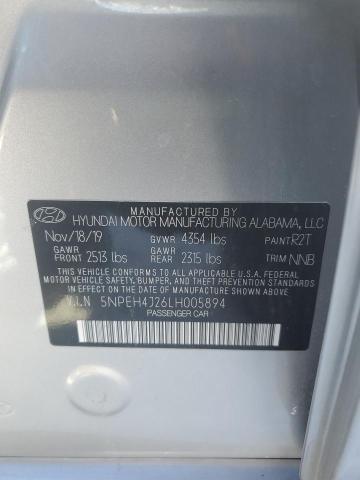 MANUFACTURED BY
HYUNDAI MOTOR MANUFACTURING ALABAMA, LLC
Nov/18/19 GVWR 4354 lbs PAINT R2T
GAWR FRONT 2513 lbs GAWR REAR 2315 lbs TRIM NNB
THIS VEHICLE CONFORMS TO ALL APPLICABLE U.S.A. FEDERAL
MOTOR VEHICLE SAFETY, BUMPER, AND THEFT PREVENTION
STANDARDS IN EFFECT ON THE DATE OF MANUFACTURE SHOWN ABOVE.
V.I.N 5NPEH4J26LH005894
PASSENGER CAR